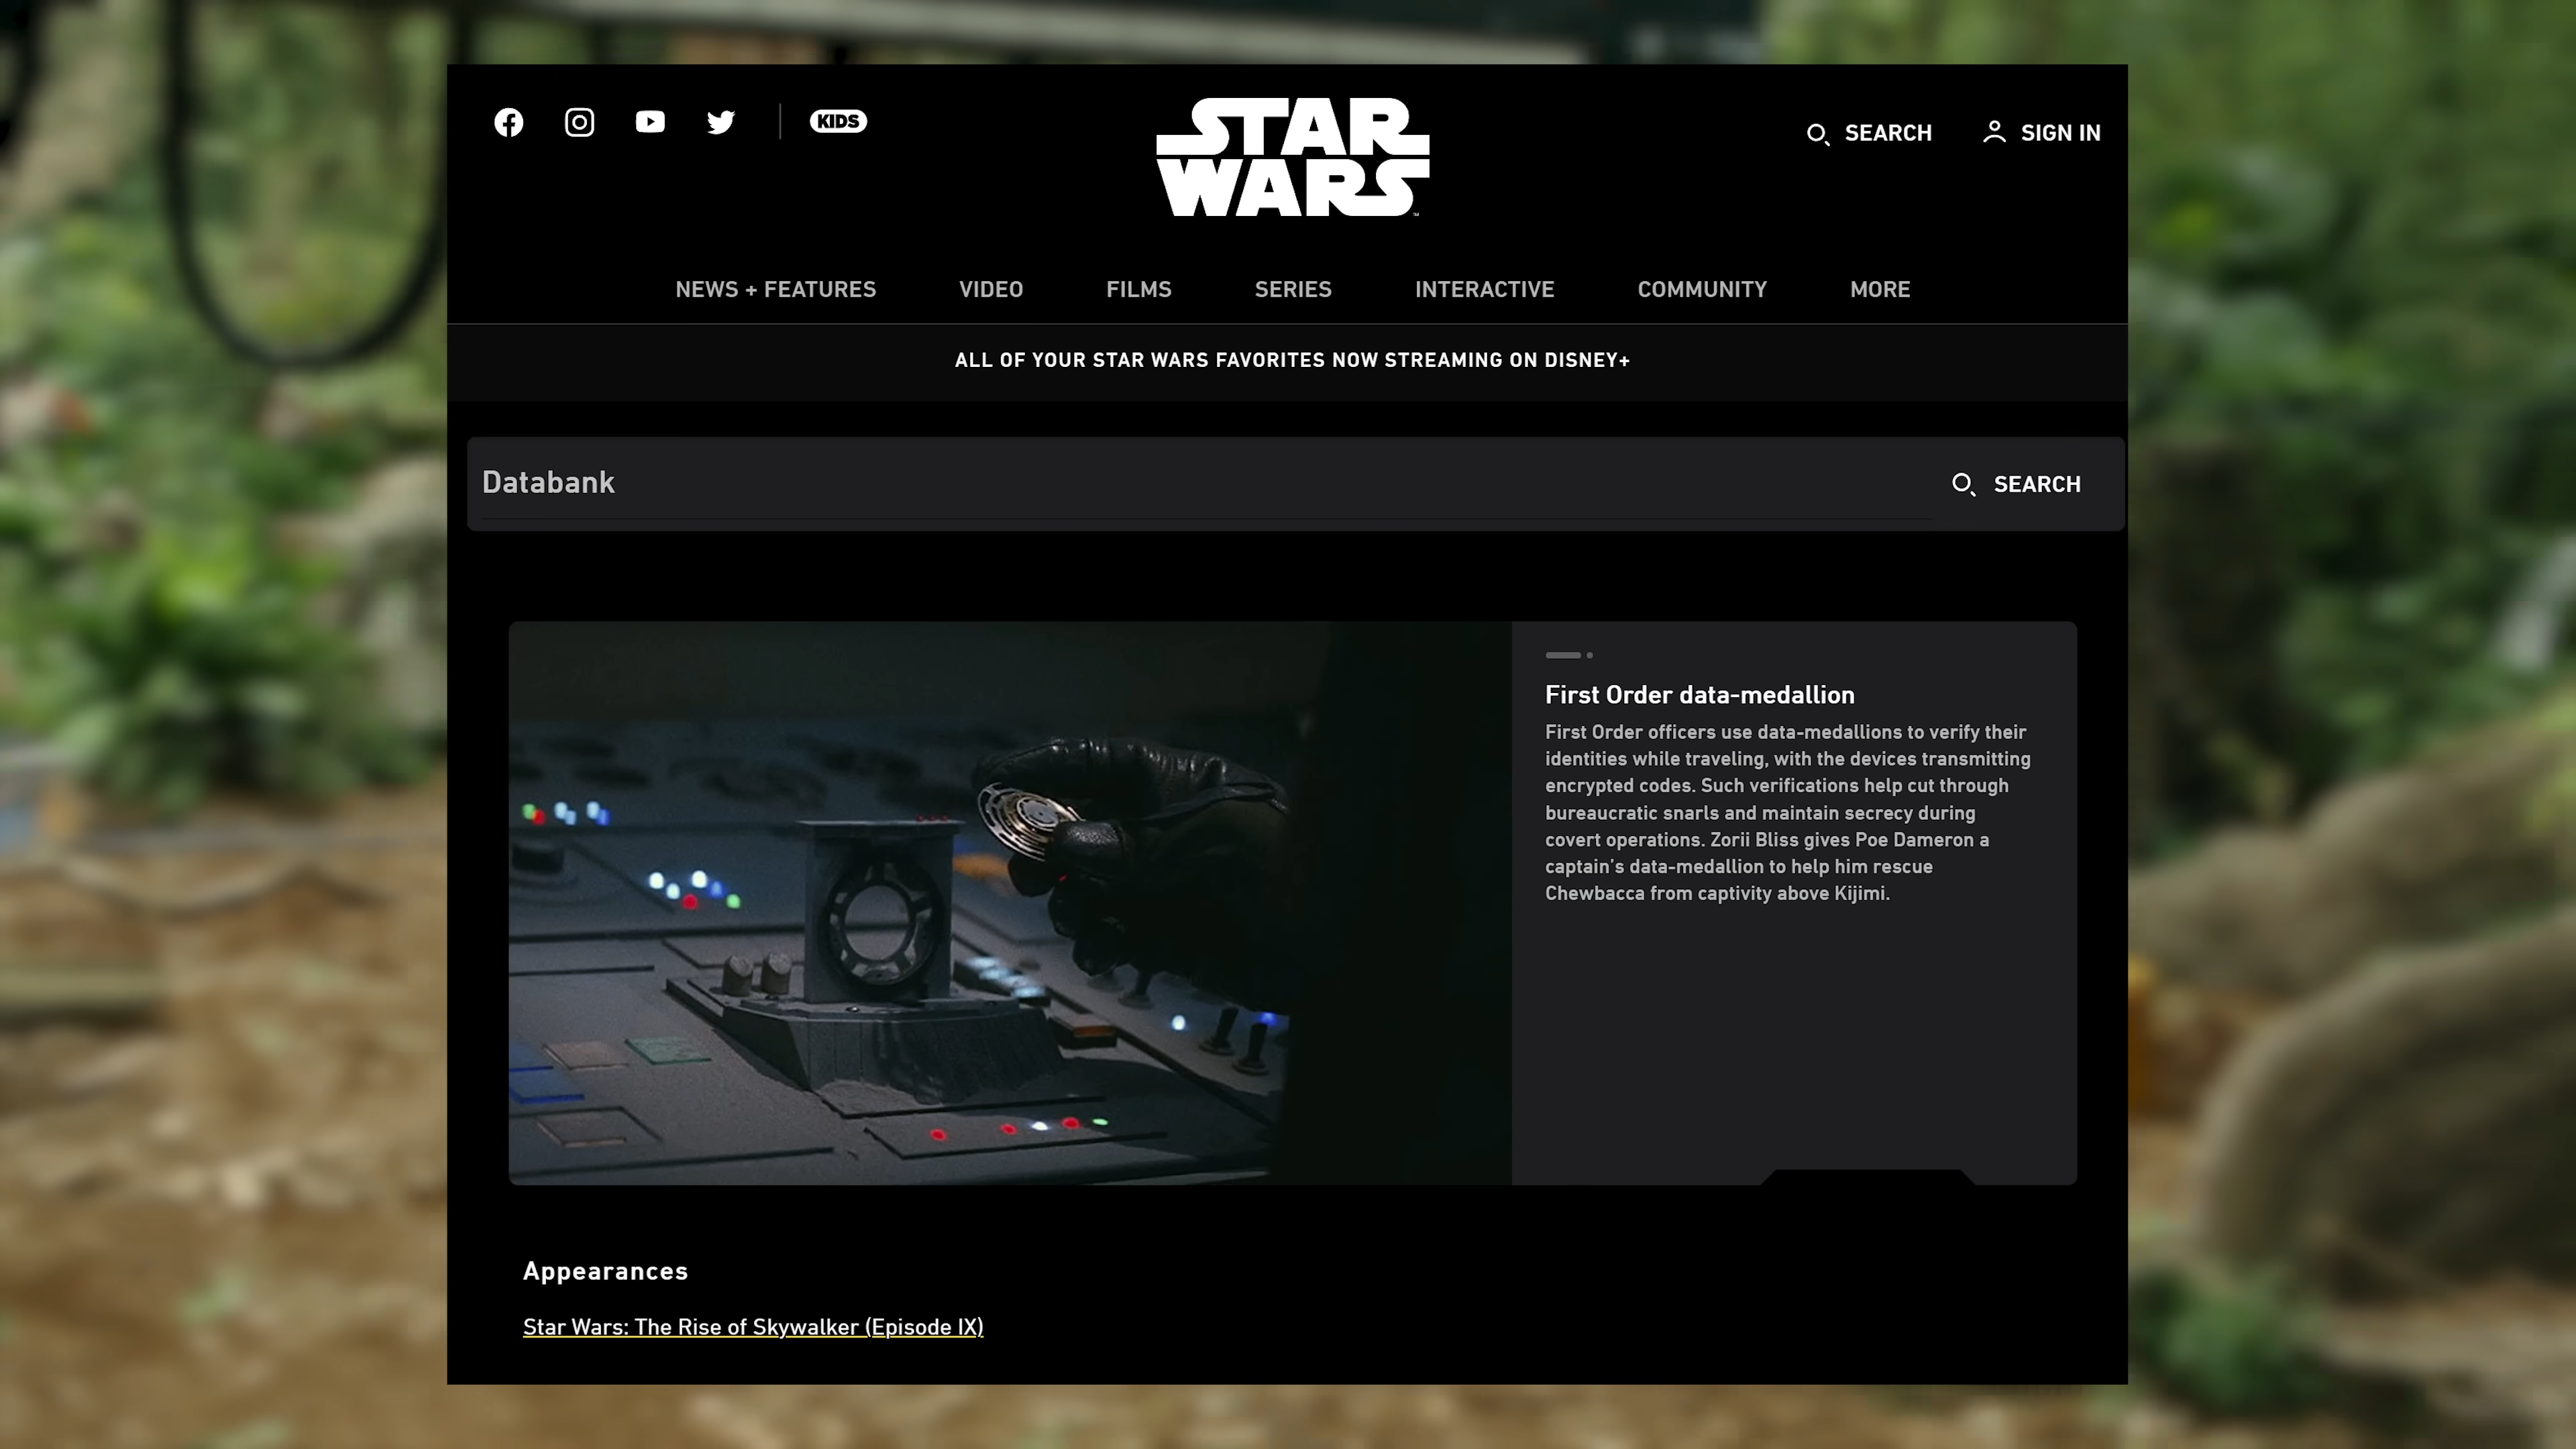 KIDS
STAR
WARS
SEARCH
SIGN IN
NEWS + FEATURES
VIDEO
FILMS
SERIES
INTERACTIVE
COMMUNITY
MORE
ALL OF YOUR STAR WARS FAVORITES NOW STREAMING ON DISNEY+
Databank
SEARCH
First Order data-medallion
First Order officers use data-medallions to verify their
identities while traveling, with the devices transmitting
encrypted codes. Such verifications help cut through
bureaucratic snarls and maintain secrecy during
covert operations. Zorii Bliss gives Poe Dameron a
captain's data-medallion to help him rescue
Chewbacca from captivity above Kijimi.
Appearances
Star Wars: The Rise of Skywalker (Episode IX)